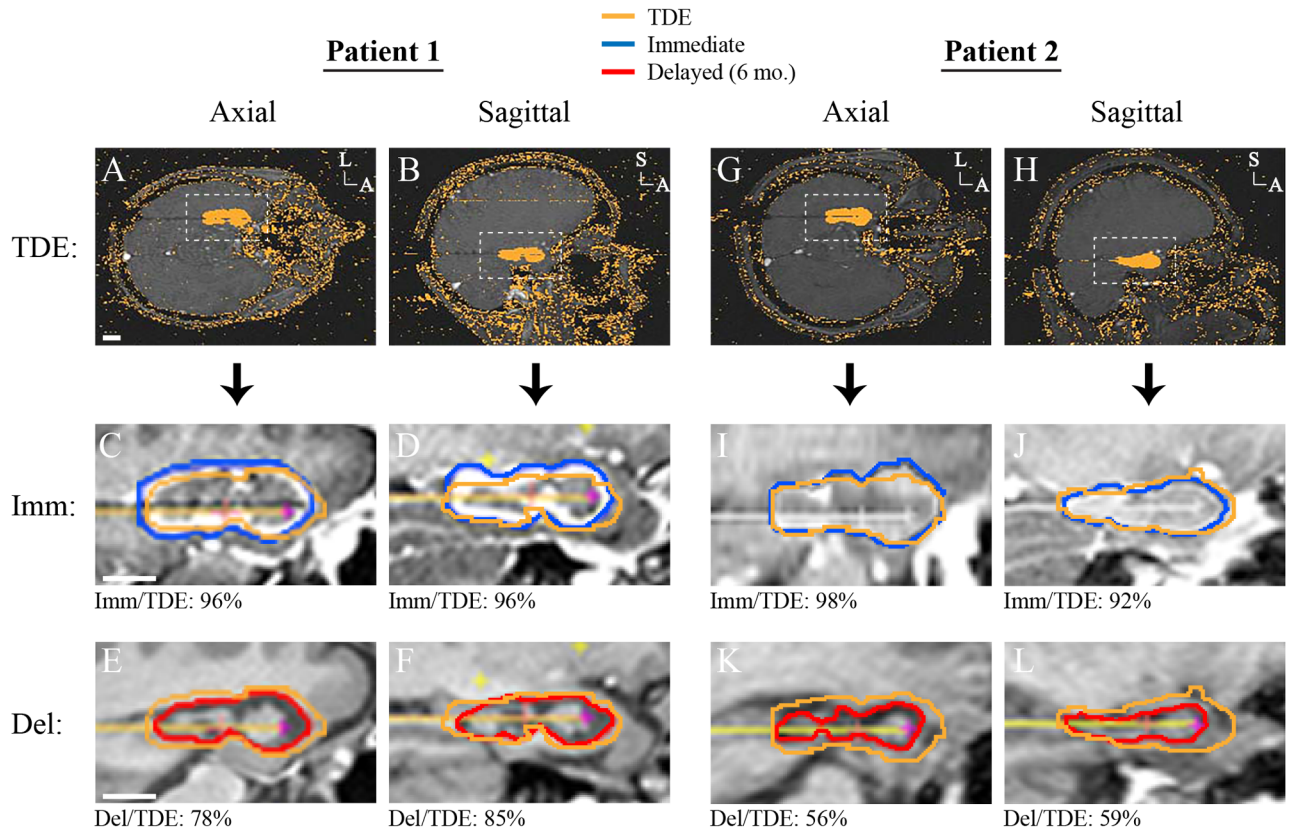 TDE
Immediate
Delayed (6 mo.)
Patient 1
Patient 2
Axial
Sagittal
Axial
Sagittal
TDE:
A
L
A
B
S
A
G
L
A
H
S
A
Imm:
C
D
I
J
Imm/TDE: 96%
Imm/TDE: 96%
Imm/TDE: 98%
Imm/TDE: 92%
Del:
E
F
K
L
Del/TDE: 78%
Del/TDE: 85%
Del/TDE: 56%
Del/TDE: 59%